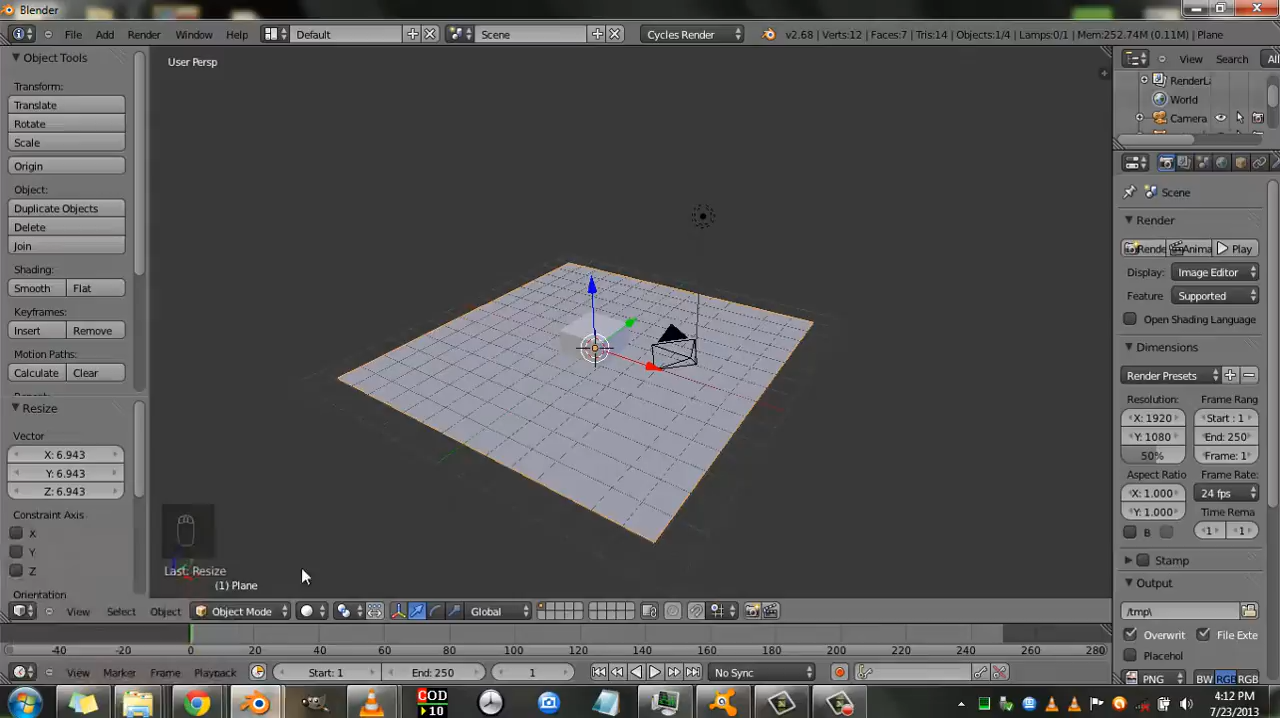 Blender
File Add Render Window Help Default Scene Cycles Render v2.68 | Verts:12 | Faces:7 | Tris:14 | Objects:1/4 | Lamps:0/1 | Mem:252.74M (0.11M) | Plane
Object Tools
Transform:
Translate
Rotate
Scale
Origin
Object:
Duplicate Objects
Delete
Join
Shading:
Smooth Flat
Keyframes:
Insert Remove
Motion Paths:
Calculate Clear
Resize
Vector
X: 6.943
Y: 6.943
Z: 6.943
Constraint Axis
X
Y
Z
Orientation
User Persp
Last: Resize
(1) Plane
View Search All
RenderLa
World
Camera
Scene
Render
Rende Anima Play
Display: Image Editor
Feature Supported
Open Shading Language
Dimensions
Render Presets
Resolution: Frame Rang
X: 1920 Start : 1
Y: 1080 End: 250
50% Frame: 1
Aspect Ratio Frame Rate:
X: 1.000 24 fps
Y: 1.000 Time Rema
B 1 1
Stamp
Output
/tmp\
Overwrit File Exte
Placehol
PNG BW RGB RGB
View Select Object Object Mode Global
-40 -20 0 20 40 60 80 100 120 140 160 180 200 220 240 260 280
View Marker Frame Playback Start: 1 End: 250 1 No Sync
COD
10
4:12 PM
7/23/2013